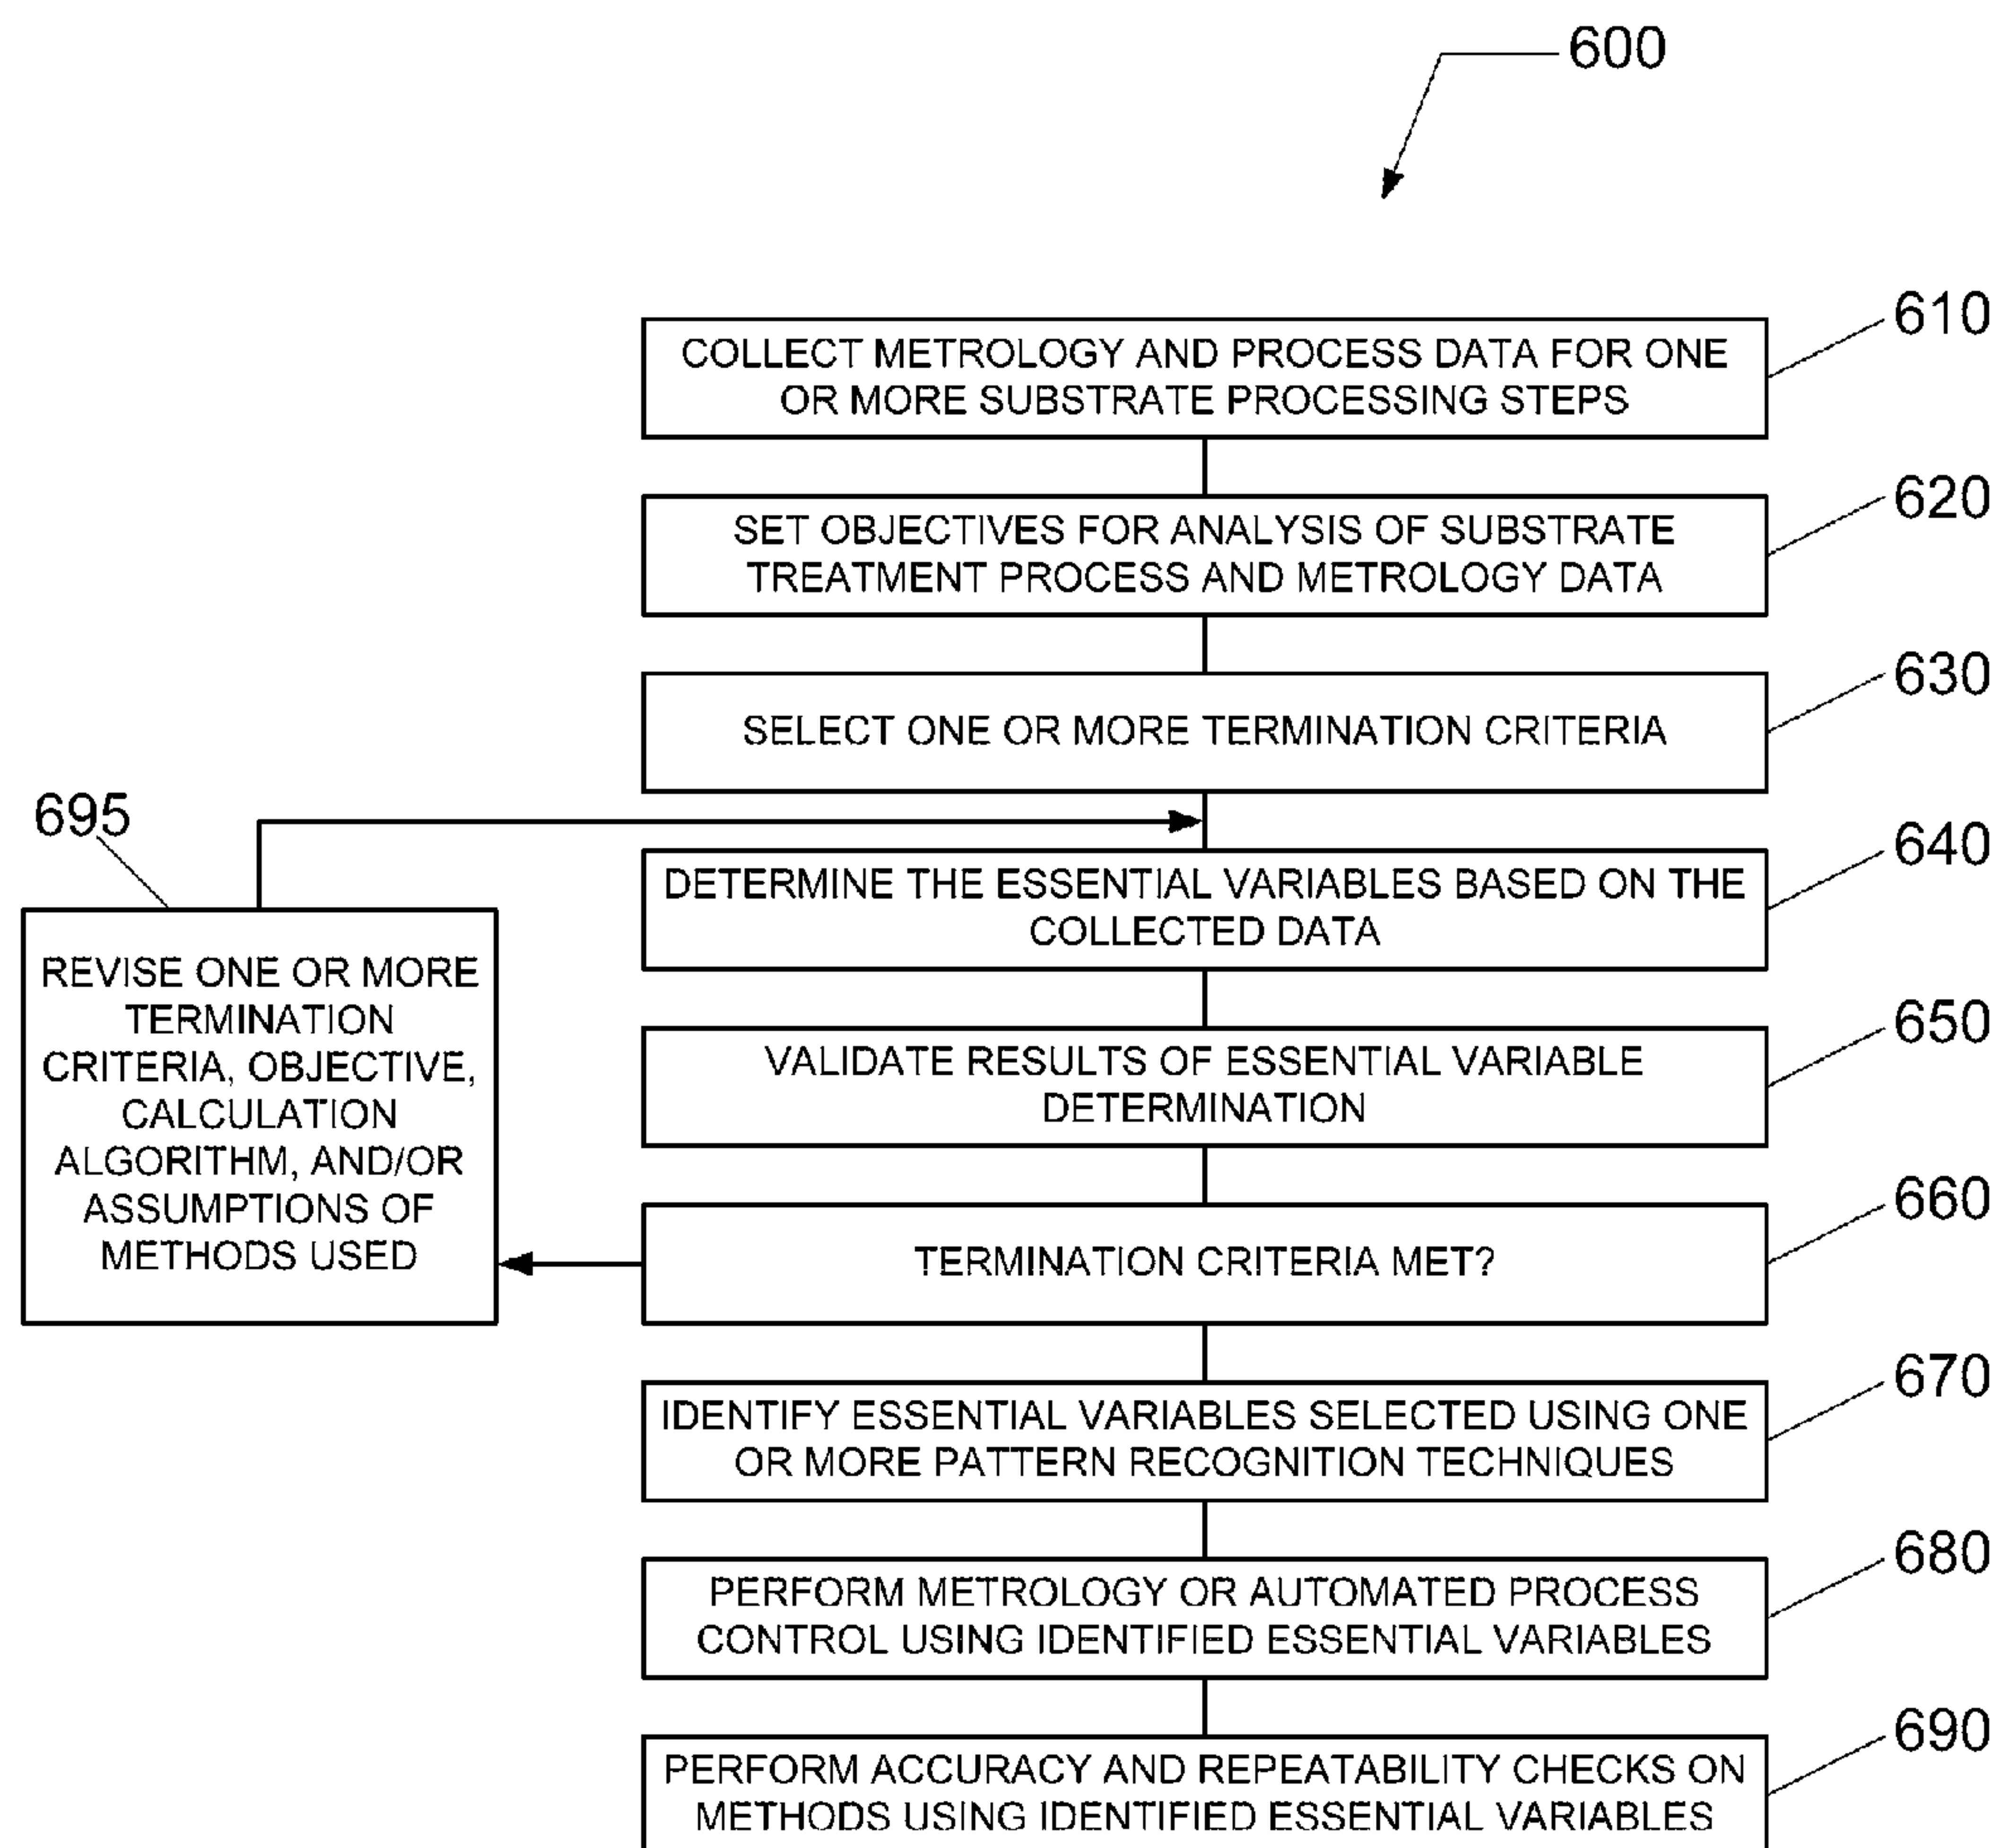 600
610
COLLECT METROLOGY AND PROCESS DATA FOR ONE
OR MORE SUBSTRATE PROCESSING STEPS
620
SET OBJECTIVES FOR ANALYSIS OF SUBSTRATE
TREATMENT PROCESS AND METROLOGY DATA
630
SELECT ONE OR MORE TERMINATION CRITERIA
695
640
DETERMINE THE ESSENTIAL VARIABLES BASED ON THE
COLLECTED DATA
REVISE ONE OR MORE
TERMINATION
CRITERIA, OBJECTIVE,
CALCULATION
ALGORITHM, AND/OR
ASSUMPTIONS OF
METHODS USED
650
VALIDATE RESULTS OF ESSENTIAL VARIABLE
DETERMINATION
660
TERMINATION CRITERIA MET?
670
IDENTIFY ESSENTIAL VARIABLES SELECTED USING ONE
OR MORE PATTERN RECOGNITION TECHNIQUES
680
PERFORM METROLOGY OR AUTOMATED PROCESS
CONTROL USING IDENTIFIED ESSENTIAL VARIABLES
690
PERFORM ACCURACY AND REPEATABILITY CHECKS ON
METHODS USING IDENTIFIED ESSENTIAL VARIABLES